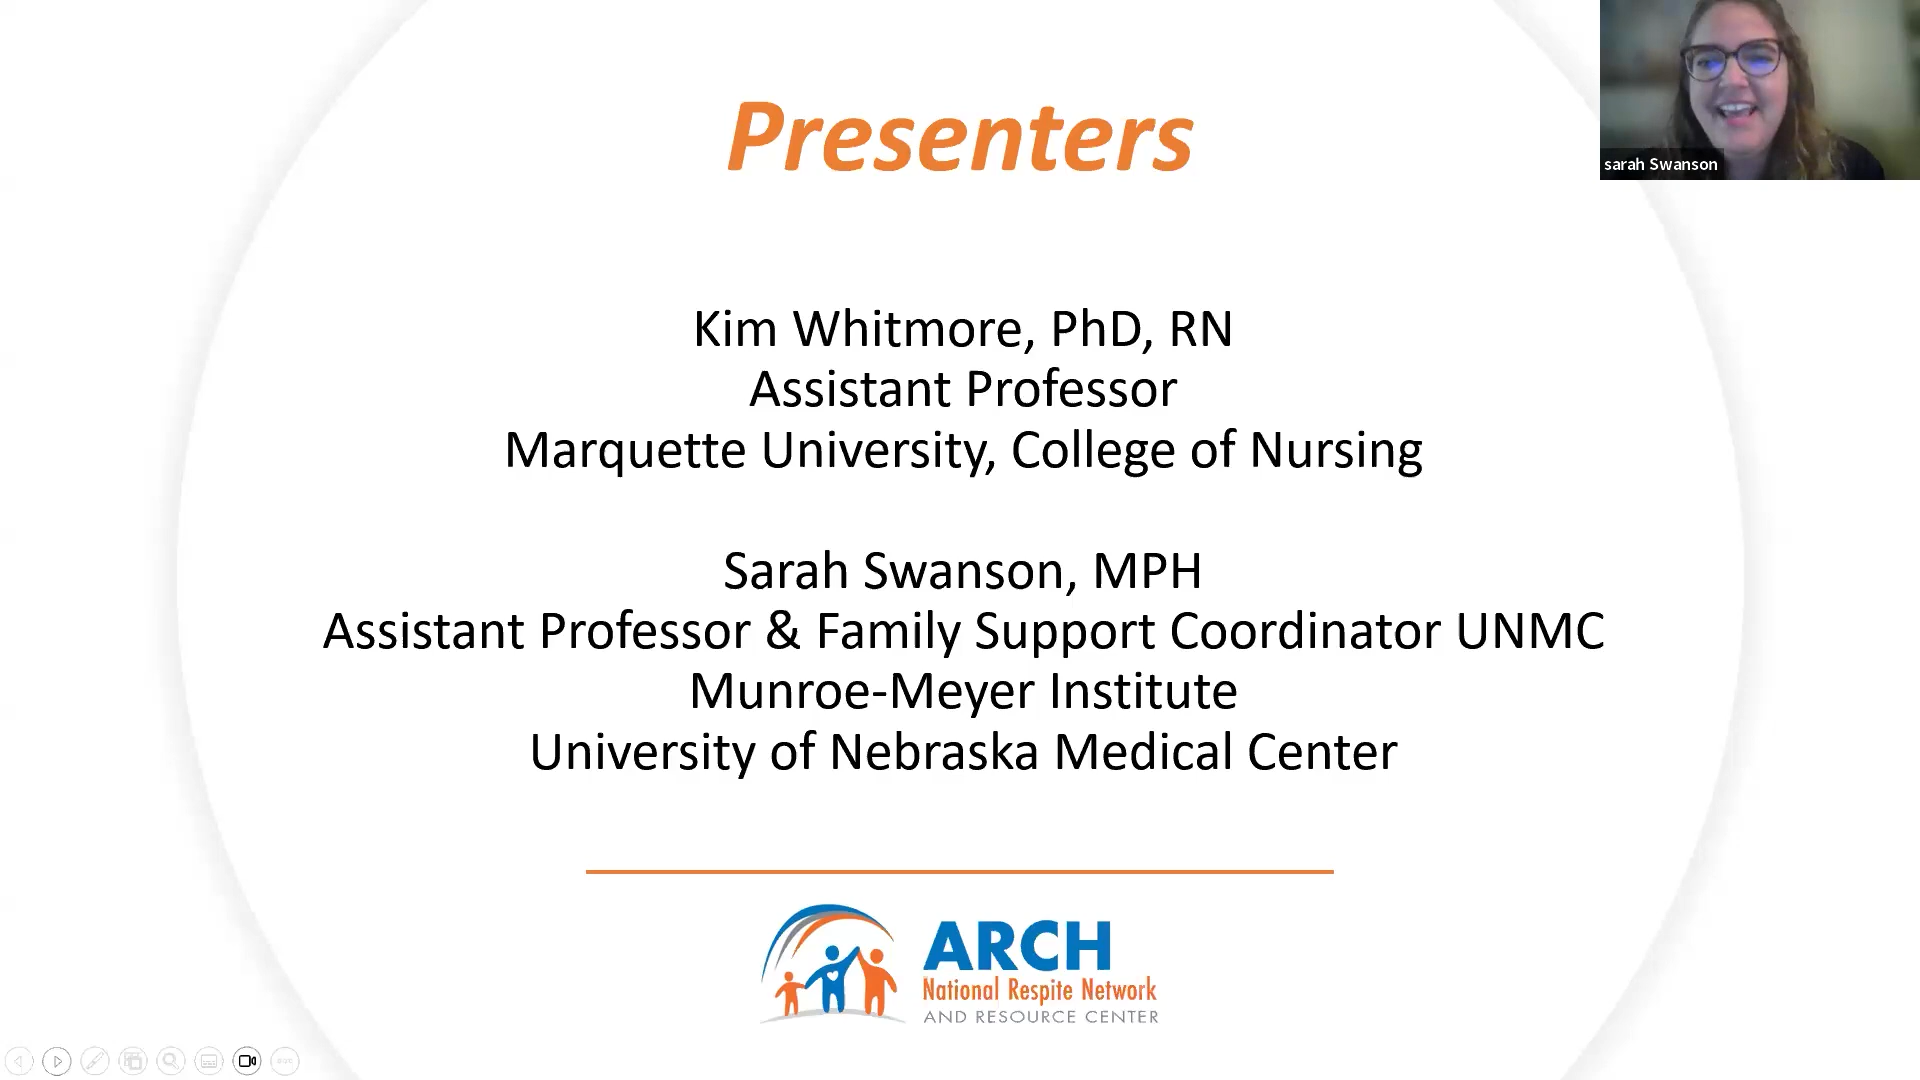 Presenters
sarah Swanson
Kim Whitmore, PhD, RN
Assistant Professor
Marquette University, College of Nursing
Sarah Swanson, MPH
Assistant Professor & Family Support Coordinator UNMC
Munroe-Meyer Institute
University of Nebraska Medical Center
ARCH
National Respite Network
AND RESOURCE CENTER